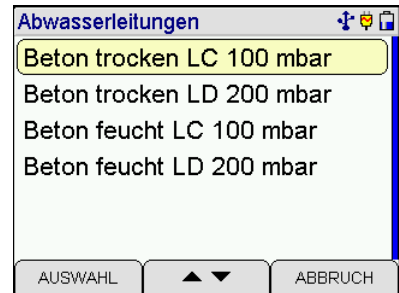 Abwasserleitungen
Beton trocken LC 100 mbar
Beton trocken LD 200 mbar
Beton feucht LC 100 mbar
Beton feucht LD 200 mbar
AUSWAHL ▲ ▼ ABBRUCH